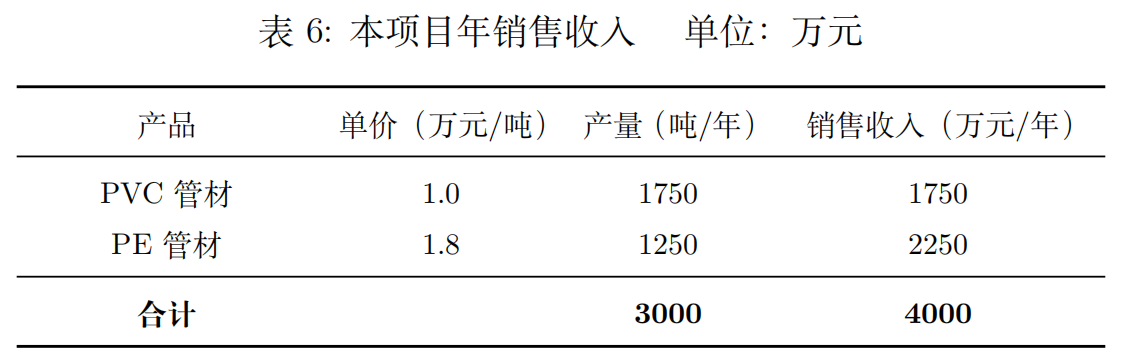 表 6: 本项目年销售收入 单位：万元
产品 单价（万元/吨） 产量（吨/年） 销售收入（万元/年）
PVC 管材 1.0 1750 1750
PE 管材 1.8 1250 2250
合计 3000 4000